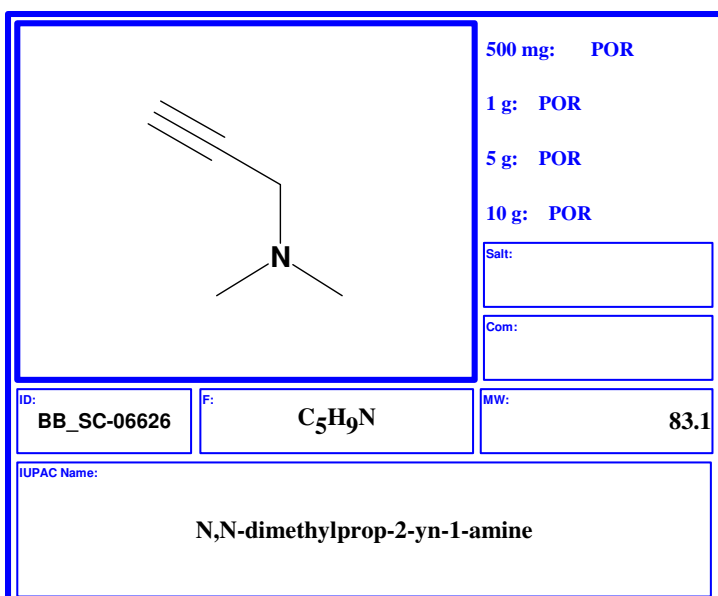 500 mg: POR
1 g: POR
5 g: POR
10 g: POR
N
Salt:
Com:
ID:
BB_SC-06626
F:
C5H9N
MW:
83.1
IUPAC Name:
N,N-dimethylprop-2-yn-1-amine